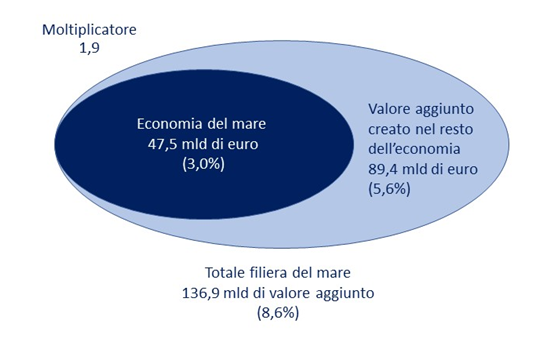 Moltiplicatore
1,9
Economia del mare
47,5 mld di euro
(3,0%)
Valore aggiunto
creato nel resto
dell’economia
89,4 mld di euro
(5,6%)
Totale filiera del mare
136,9 mld di valore aggiunto
(8,6%)